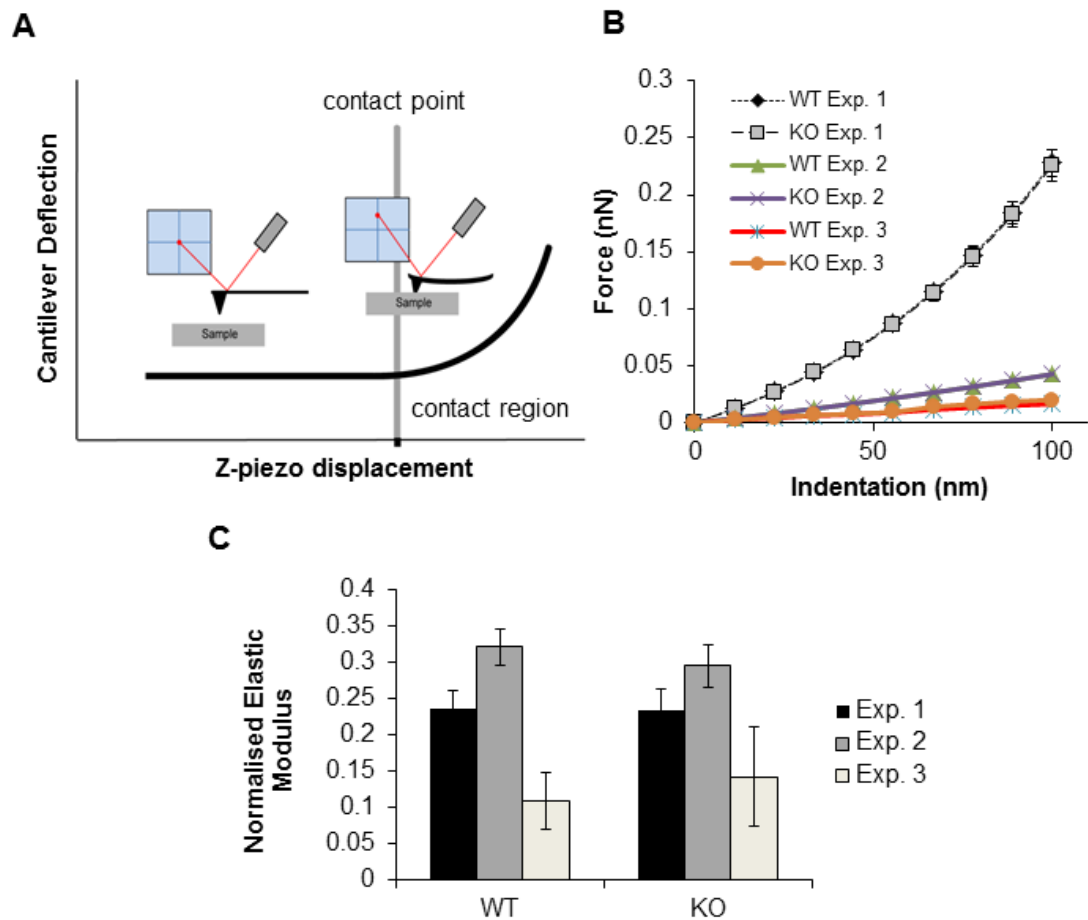 A
Cantilever Deflection
contact point
Sample
Sample
contact region
Z-piezo displacement
B
Force (nN)
0.3
0.25
0.2
0.15
0.1
0.05
0
WT Exp. 1
KO Exp. 1
WT Exp. 2
KO Exp. 2
WT Exp. 3
KO Exp. 3
0 50 100
Indentation (nm)
C
Normalised Elastic
Modulus
0.4
0.35
0.3
0.25
0.2
0.15
0.1
0.05
0
WT KO
Exp. 1
Exp. 2
Exp. 3